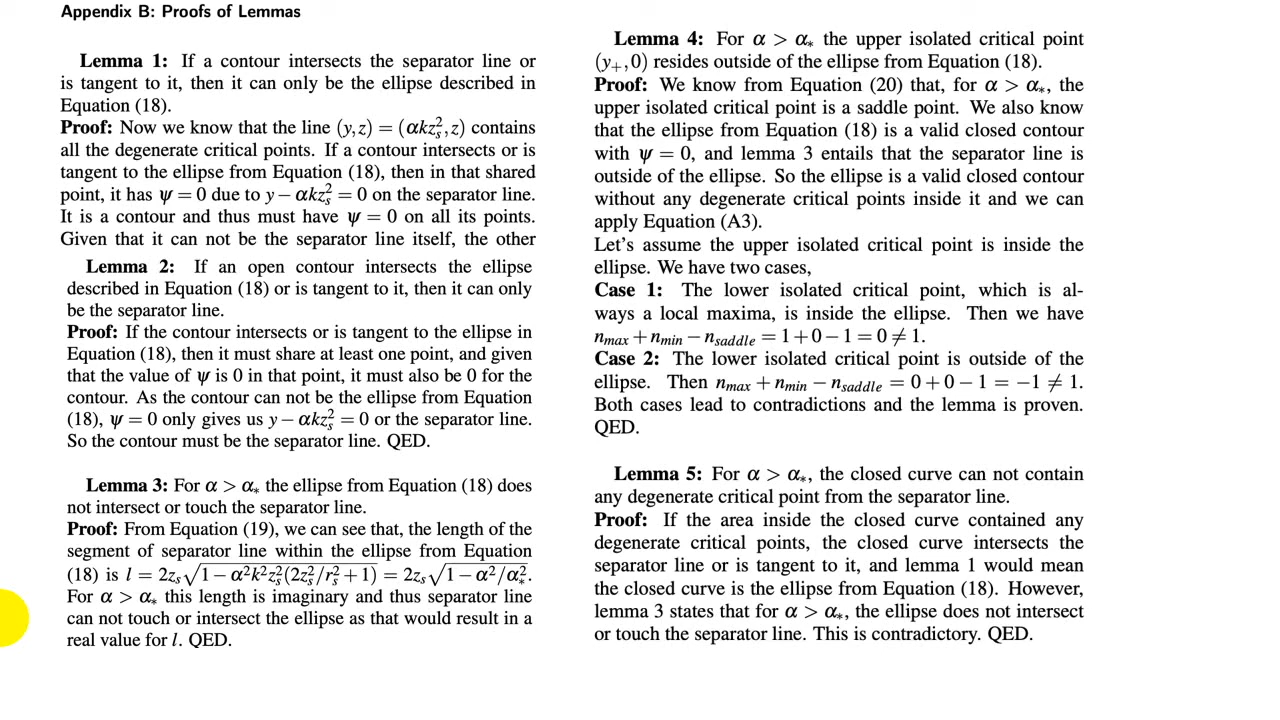 Appendix B: Proofs of Lemmas
Lemma 1: If a contour intersects the separator line or
is tangent to it, then it can only be the ellipse described in
Equation (18).
Proof: Now we know that the line (y,z) = (αkz_s^2,z) contains
all the degenerate critical points. If a contour intersects or is
tangent to the ellipse from Equation (18), then in that shared
point, it has ψ = 0 due to y − αkz_s^2 = 0 on the separator line.
It is a contour and thus must have ψ = 0 on all its points.
Given that it can not be the separator line itself, the other
Lemma 2: If an open contour intersects the ellipse
described in Equation (18) or is tangent to it, then it can only
be the separator line.
Proof: If the contour intersects or is tangent to the ellipse in
Equation (18), then it must share at least one point, and given
that the value of ψ is 0 in that point, it must also be 0 for the
contour. As the contour can not be the ellipse from Equation
(18), ψ = 0 only gives us y − αkz_s^2 = 0 or the separator line.
So the contour must be the separator line. QED.
Lemma 3: For α > α* the ellipse from Equation (18) does
not intersect or touch the separator line.
Proof: From Equation (19), we can see that, the length of the
segment of separator line within the ellipse from Equation
(18) is l = 2z_s√(1 − α^2k^2z_s^2(2z_s^2/r_s^2 + 1)) = 2z_s√(1 − α^2/α*^2).
For α > α* this length is imaginary and thus separator line
can not touch or intersect the ellipse as that would result in a
real value for l. QED.
Lemma 4: For α > α* the upper isolated critical point
(y+,0) resides outside of the ellipse from Equation (18).
Proof: We know from Equation (20) that, for α > α*, the
upper isolated critical point is a saddle point. We also know
that the ellipse from Equation (18) is a valid closed contour
with ψ = 0, and lemma 3 entails that the separator line is
outside of the ellipse. So the ellipse is a valid closed contour
without any degenerate critical points inside it and we can
apply Equation (A3).
Let's assume the upper isolated critical point is inside the
ellipse. We have two cases,
Case 1: The lower isolated critical point, which is al-
ways a local maxima, is inside the ellipse. Then we have
n_max + n_min − n_saddle = 1 + 0 − 1 = 0 ≠ 1.
Case 2: The lower isolated critical point is outside of the
ellipse. Then n_max + n_min − n_saddle = 0 + 0 − 1 = −1 ≠ 1.
Both cases lead to contradictions and the lemma is proven.
QED.
Lemma 5: For α > α*, the closed curve can not contain
any degenerate critical point from the separator line.
Proof: If the area inside the closed curve contained any
degenerate critical points, the closed curve intersects the
separator line or is tangent to it, and lemma 1 would mean
the closed curve is the ellipse from Equation (18). However,
lemma 3 states that for α > α*, the ellipse does not intersect
or touch the separator line. This is contradictory. QED.